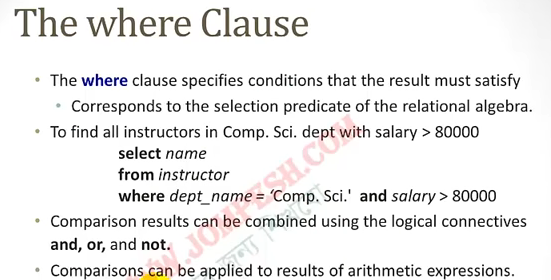 The where Clause
• The where clause specifies conditions that the result must satisfy
• Corresponds to the selection predicate of the relational algebra.
• To find all instructors in Comp. Sci. dept with salary > 80000
select name
from instructor
where dept_name = ‘Comp. Sci.' and salary > 80000
• Comparison results can be combined using the logical connectives
and, or, and not.
• Comparisons can be applied to results of arithmetic expressions.